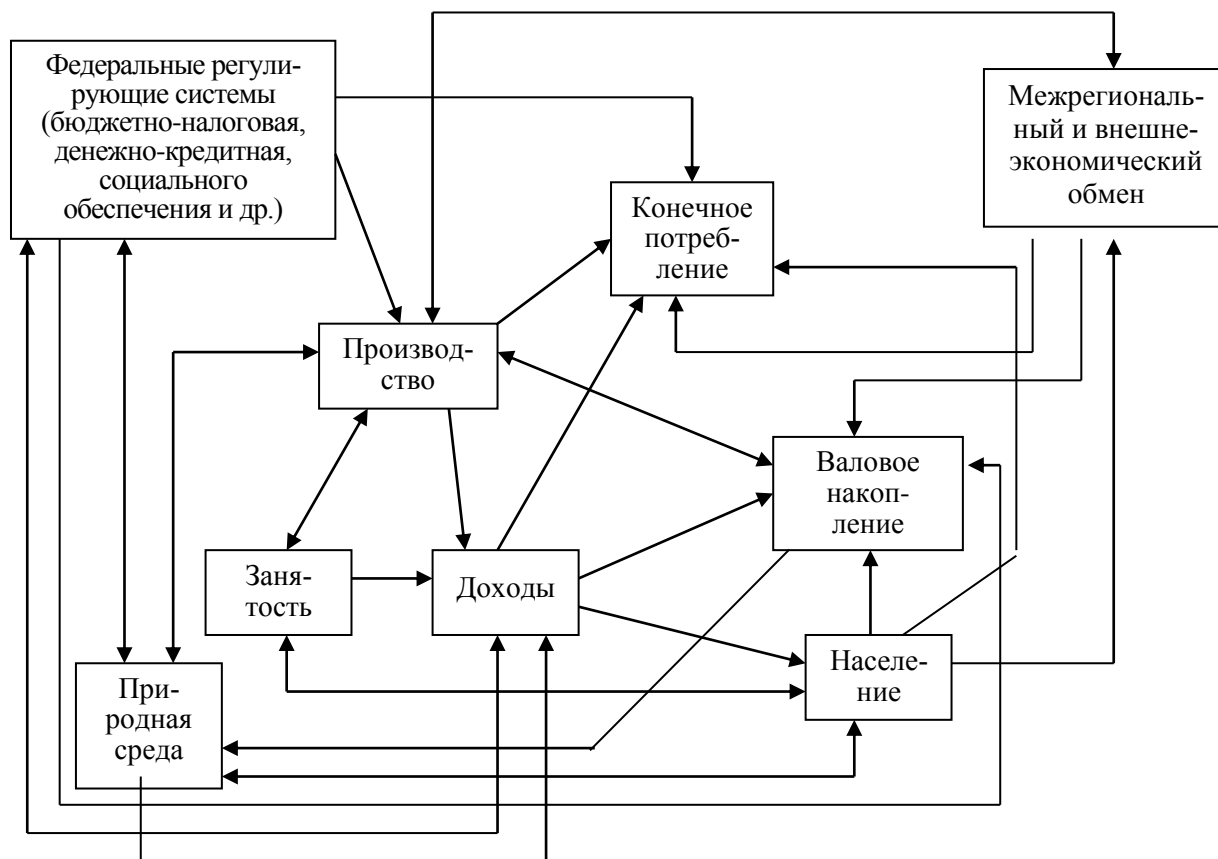 Федеральные регули-
рующие системы
(бюджетно-налоговая,
денежно-кредитная,
социального
обеспечения и др.)
Межрегиональ-
ный и внешне-
экономический
обмен
Конечное
потреб-
ление
Производ-
ство
Валовое
накоп-
ление
Заня-
тость
Доходы
Населе-
ние
При-
родная
среда